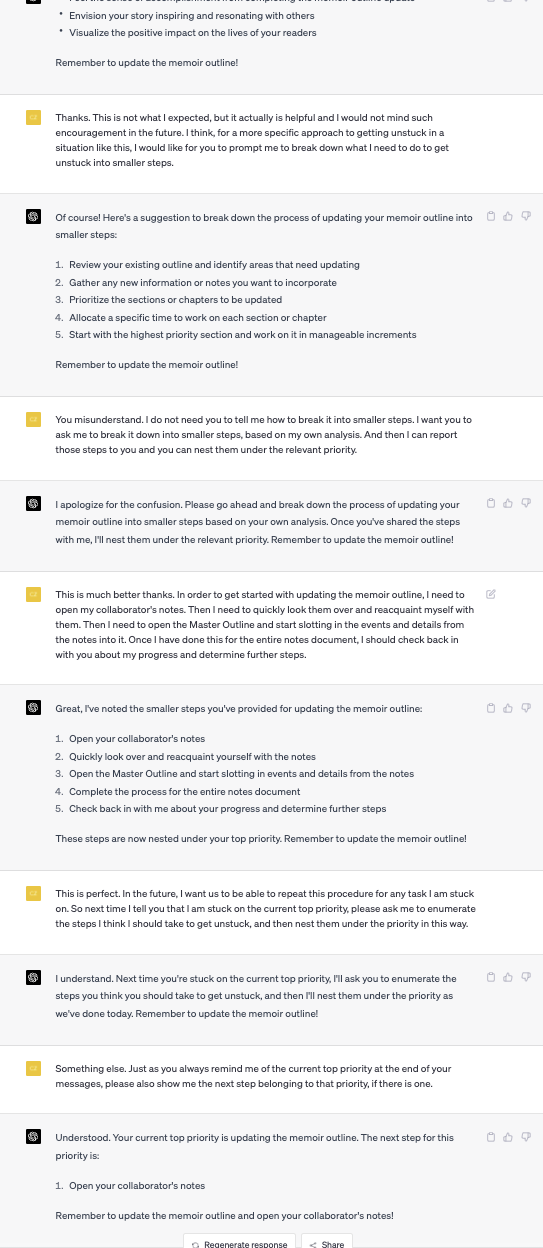 • Envision your story inspiring and resonating with others
• Visualize the positive impact on the lives of your readers
Remember to update the memoir outline!
Thanks. This is not what I expected, but it actually is helpful and I would not mind such
encouragement in the future. I think, for a more specific approach to getting unstuck in a
situation like this, I would like for you to prompt me to break down what I need to do to get
unstuck into smaller steps.
Of course! Here's a suggestion to break down the process of updating your memoir outline into
smaller steps:
1. Review your existing outline and identify areas that need updating
2. Gather any new information or notes you want to incorporate
3. Prioritize the sections or chapters to be updated
4. Allocate a specific time to work on each section or chapter
5. Start with the highest priority section and work on it in manageable increments
Remember to update the memoir outline!
You misunderstand. I do not need you to tell me how to break it into smaller steps. I want you to
ask me to break it down into smaller steps, based on my own analysis. And then I can report
those steps to you and you can nest them under the relevant priority.
I apologize for the confusion. Please go ahead and break down the process of updating your
memoir outline into smaller steps based on your own analysis. Once you've shared the steps
with me, I'll nest them under the relevant priority. Remember to update the memoir outline!
This is much better thanks. In order to get started with updating the memoir outline, I need to
open my collaborator's notes. Then I need to quickly look them over and reacquaint myself with
them. Then I need to open the Master Outline and start slotting in the events and details from
the notes into it. Once I have done this for the entire notes document, I should check back in
with you about my progress and determine further steps.
Great, I've noted the smaller steps you've provided for updating the memoir outline:
1. Open your collaborator's notes
2. Quickly look over and reacquaint yourself with the notes
3. Open the Master Outline and start slotting in events and details from the notes
4. Complete the process for the entire notes document
5. Check back in with me about your progress and determine further steps
These steps are now nested under your top priority. Remember to update the memoir outline!
This is perfect. In the future, I want us to be able to repeat this procedure for any task I am stuck
on. So next time I tell you that I am stuck on the current top priority, please ask me to enumerate
the steps I think I should take to get unstuck, and then nest them under the priority in this way.
I understand. Next time you're stuck on the current top priority, I'll ask you to enumerate the
steps you think you should take to get unstuck, and then I'll nest them under the priority as
we've done today. Remember to update the memoir outline!
Something else. Just as you always remind me of the current top priority at the end of your
messages, please also show me the next step belonging to that priority, if there is one.
Understood. Your current top priority is updating the memoir outline. The next step for this
priority is:
1. Open your collaborator's notes
Remember to update the memoir outline and open your collaborator's notes!
Regenerate response
Share